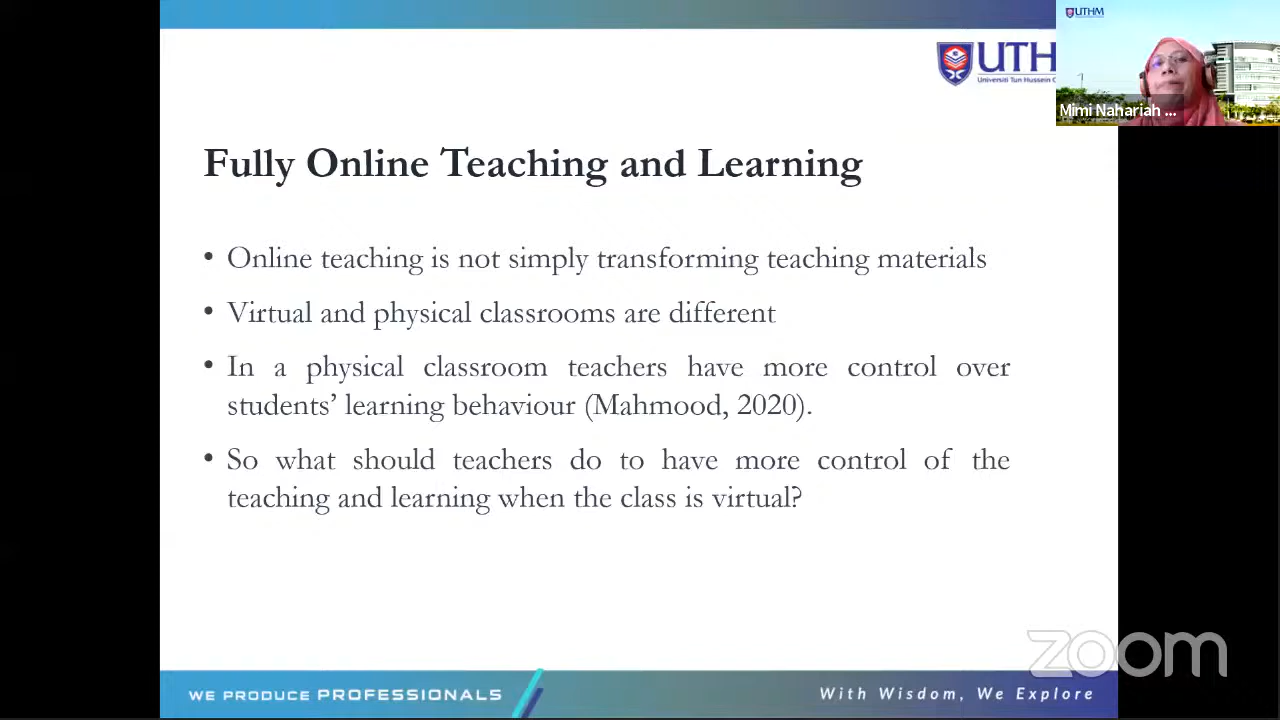 UTHM
UTH
Universiti Tun Hussein
Mimi Nahariah ...
Fully Online Teaching and Learning
• Online teaching is not simply transforming teaching materials
• Virtual and physical classrooms are different
• In a physical classroom teachers have more control over
students’ learning behaviour (Mahmood, 2020).
• So what should teachers do to have more control of the
teaching and learning when the class is virtual?
zoom
WE PRODUCE PROFESSIONALS
With Wisdom, We Explore